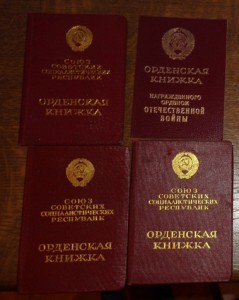 СОЮЗ
СОВЕТСКИХ
СОЦИАЛИСТИЧЕСКИХ
РЕСПУБЛИК
ОРДЕНСКАЯ
КНИЖКА
ОРДЕНСКАЯ
КНИЖКА
НАГРАЖДЕННОГО
ОРДЕНОМ
ОТЕЧЕСТВЕННОЙ
ВОЙНЫ
СОЮЗ
СОВЕТСКИХ
СОЦИАЛИСТИЧЕСКИХ
РЕСПУБЛИК
ОРДЕНСКАЯ
КНИЖКА
СОЮЗ
СОВЕТСКИХ
СОЦИАЛИСТИЧЕСКИХ
РЕСПУБЛИК
ОРДЕНСКАЯ
КНИЖКА